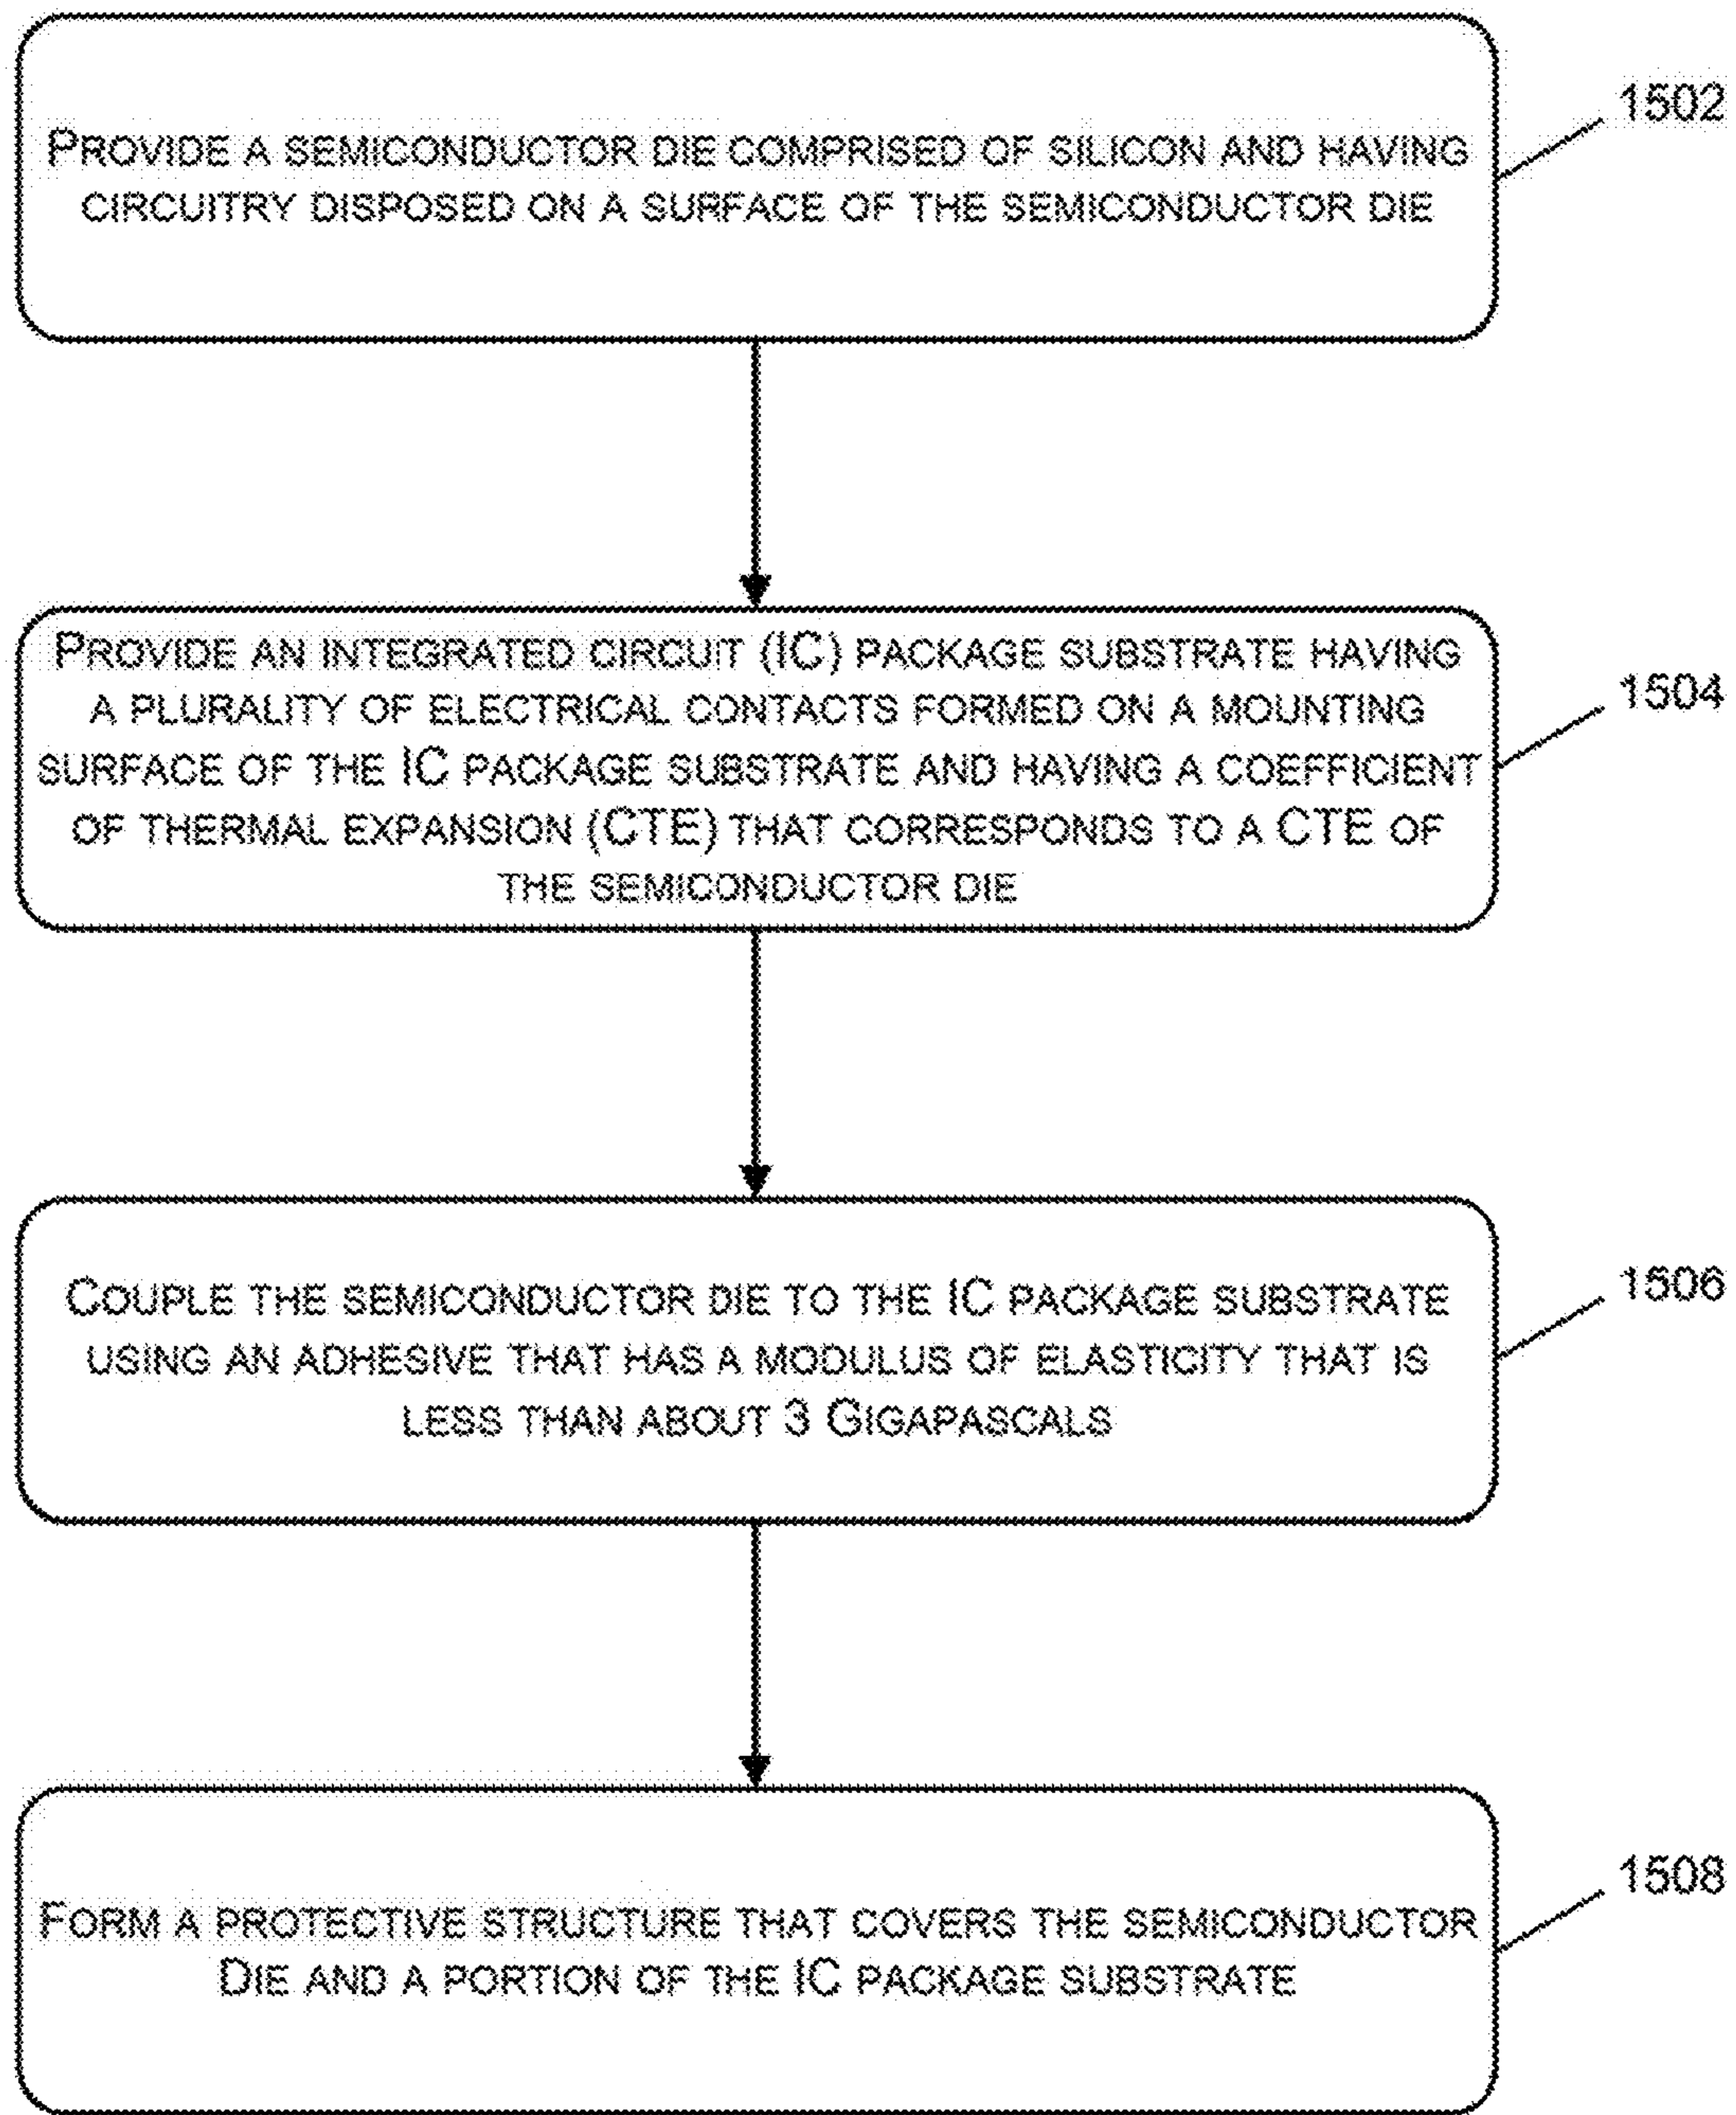 PROVIDE A SEMICONDUCTOR DIE COMPRISED OF SILICON AND HAVING
CIRCUITRY DISPOSED ON A SURFACE OF THE SEMICONDUCTOR DIE
1502
PROVIDE AN INTEGRATED CIRCUIT (IC) PACKAGE SUBSTRATE HAVING
A PLURALITY OF ELECTRICAL CONTACTS FORMED ON A MOUNTING
SURFACE OF THE IC PACKAGE SUBSTRATE AND HAVING A COEFFICIENT
OF THERMAL EXPANSION (CTE) THAT CORRESPONDS TO A CTE OF
THE SEMICONDUCTOR DIE
1504
COUPLE THE SEMICONDUCTOR DIE TO THE IC PACKAGE SUBSTRATE
USING AN ADHESIVE THAT HAS A MODULUS OF ELASTICITY THAT IS
LESS THAN ABOUT 3 GIGAPASCALS
1506
FORM A PROTECTIVE STRUCTURE THAT COVERS THE SEMICONDUCTOR
DIE AND A PORTION OF THE IC PACKAGE SUBSTRATE
1508